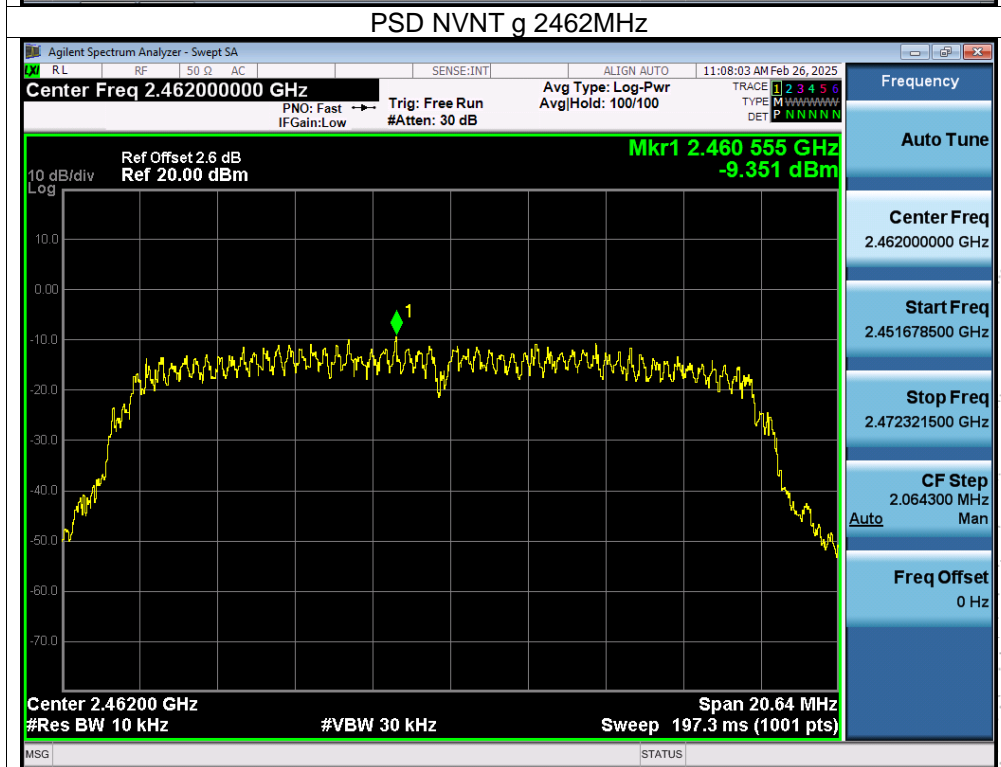 PSD NVNT g 2462MHz
Agilent Spectrum Analyzer - Swept SA
LXI RL RF 50 Ω AC SENSE:INT ALIGN AUTO 11:08:03 AM Feb 26, 2025
Center Freq 2.462000000 GHz
PNO: Fast
IFGain:Low
Trig: Free Run
#Atten: 30 dB
Avg Type: Log-Pwr
Avg|Hold: 100/100
TRACE 1 2 3 4 5 6
TYPE M W W W W W
DET P N N N N N
Mkr1 2.460 555 GHz
-9.351 dBm
Ref Offset 2.6 dB
10 dB/div Ref 20.00 dBm
Log
10.0
0.00
1
-10.0
-20.0
-30.0
-40.0
-50.0
-60.0
-70.0
Center 2.46200 GHz Span 20.64 MHz
#Res BW 10 kHz #VBW 30 kHz Sweep 197.3 ms (1001 pts)
MSG STATUS
Frequency
Auto Tune
Center Freq
2.462000000 GHz
Start Freq
2.451678500 GHz
Stop Freq
2.472321500 GHz
CF Step
2.064300 MHz
Auto Man
Freq Offset
0 Hz